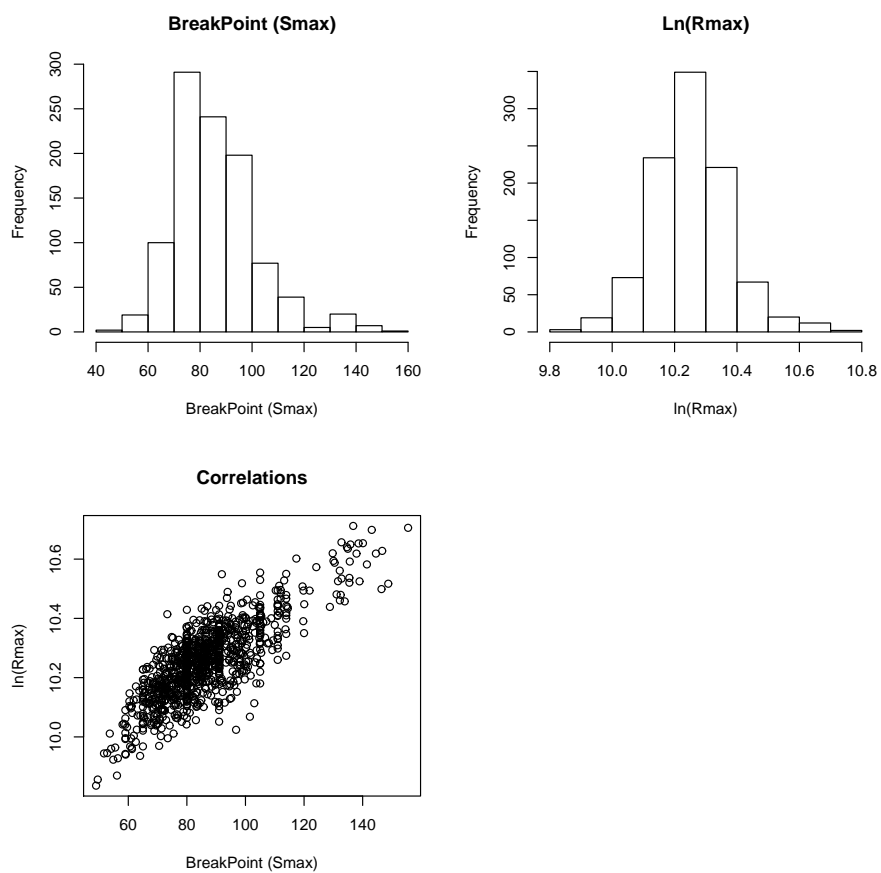 BreakPoint (Smax)
Frequency
0 50 100 150 200 250 300
40 60 80 100 120 140 160
BreakPoint (Smax)
Ln(Rmax)
Frequency
0 50 100 200 300
9.8 10.0 10.2 10.4 10.6 10.8
ln(Rmax)
Correlations
ln(Rmax)
10.0 10.2 10.4 10.6
60 80 100 120 140
BreakPoint (Smax)